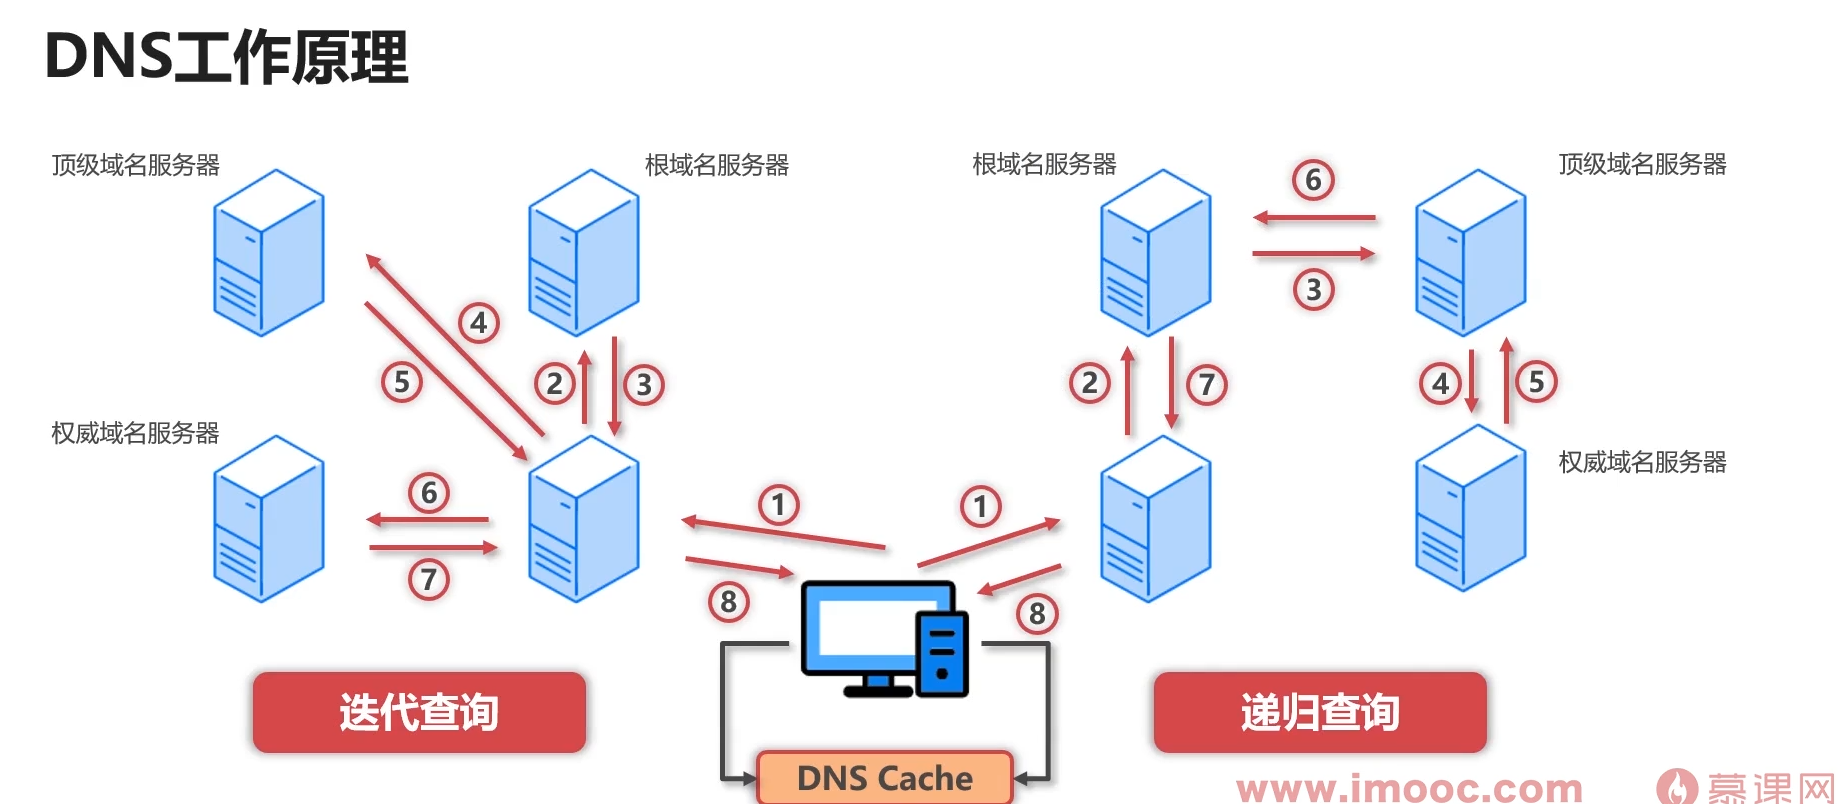 DNS工作原理
顶级域名服务器
根域名服务器
根域名服务器
顶级域名服务器
6
3
4
5
2
3
2
7
4
5
权威域名服务器
权威域名服务器
6
7
1
1
8
8
迭代查询
递归查询
DNS Cache
www.imooc.com
慕课网